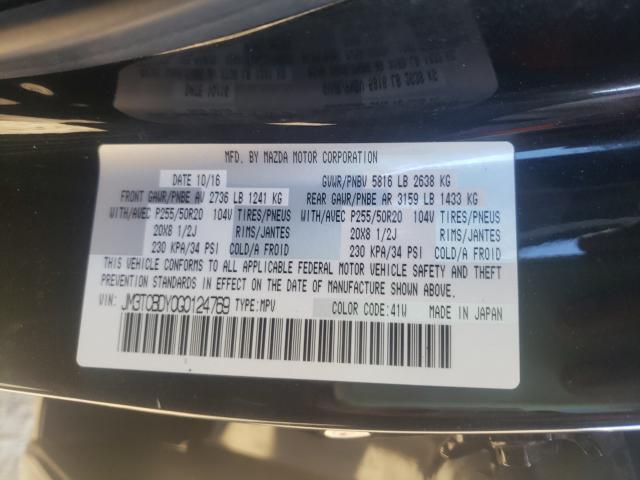 MFD. BY MAZDA MOTOR CORPORATION
DATE 10/16 GVWR/PNBV 5816 LB 2638 KG
FRONT GAWR/PNBE AV 2736 LB 1241 KG REAR GAWR/PNBE AR 3159 LB 1433 KG
WITH/AVEC P255/50R20 104V TIRES/PNEUS WITH/AVEC P255/50R20 104V TIRES/PNEUS
20X8 1/2J RIMS/JANTES 20X8 1/2J RIMS/JANTES
230 KPA/34 PSI COLD/A FROID 230 KPA/34 PSI COLD/A FROID
THIS VEHICLE CONFORMS TO ALL APPLICABLE FEDERAL MOTOR VEHICLE SAFETY AND THEFT
PREVENTION STANDARDS IN EFFECT ON THE DATE OF MANUFACTURE SHOWN ABOVE.
VIN: JM3TC8DY0G0124769 TYPE: MPV COLOR CODE: 41W MADE IN JAPAN